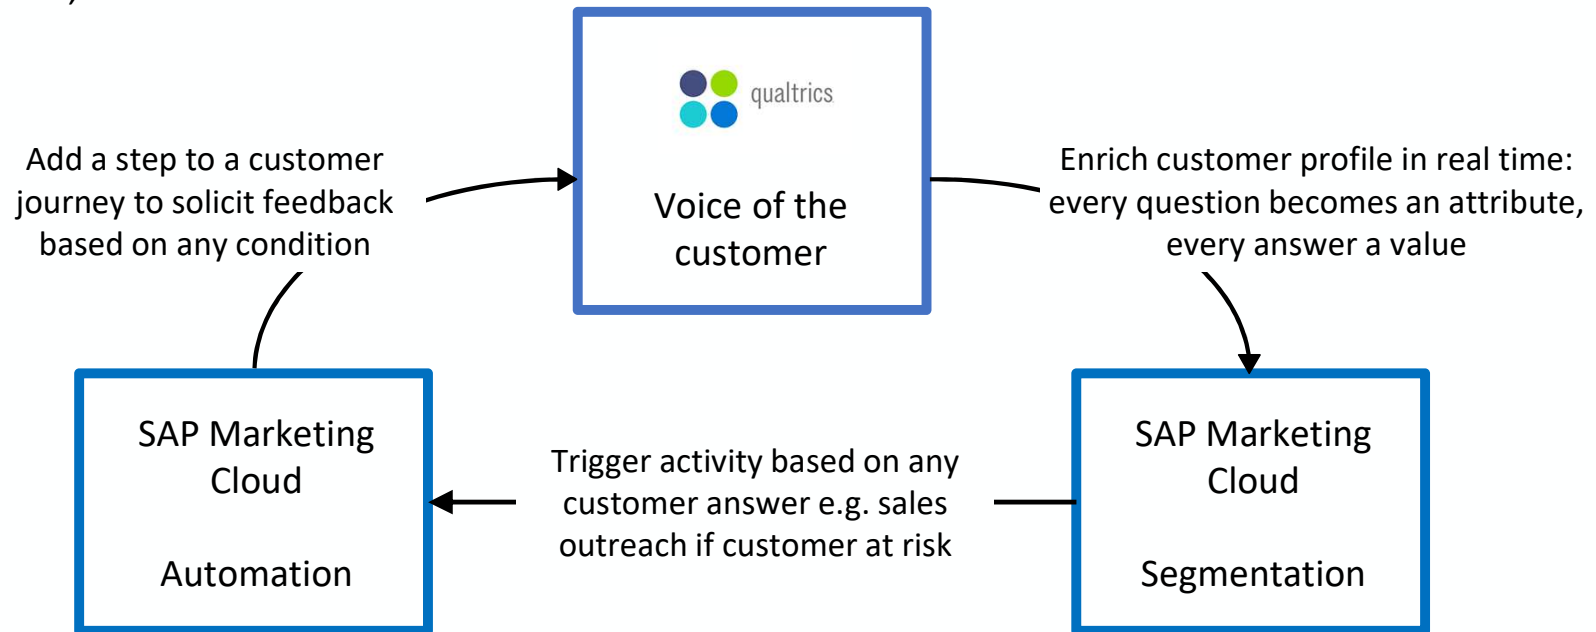 qualtrics
Voice of the
customer
Add a step to a customer
journey to solicit feedback
based on any condition
Enrich customer profile in real time:
every question becomes an attribute,
every answer a value
SAP Marketing
Cloud
Automation
Trigger activity based on any
customer answer e.g. sales
outreach if customer at risk
SAP Marketing
Cloud
Segmentation